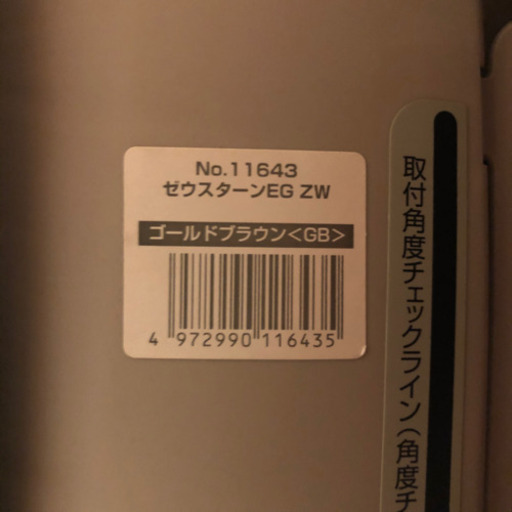 No.11643
ゼウスターンEG ZW
ゴールドブラウン<GB>
4 972990 116435
取付角度チェックライン(角度チ